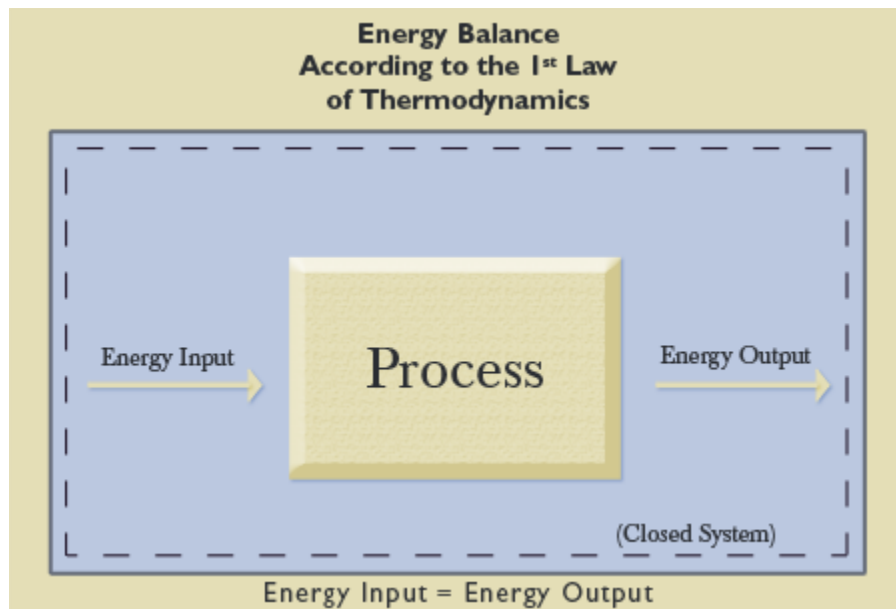 Energy Balance
According to the 1st Law
of Thermodynamics
Energy Input
Process
Energy Output
(Closed System)
Energy Input = Energy Output